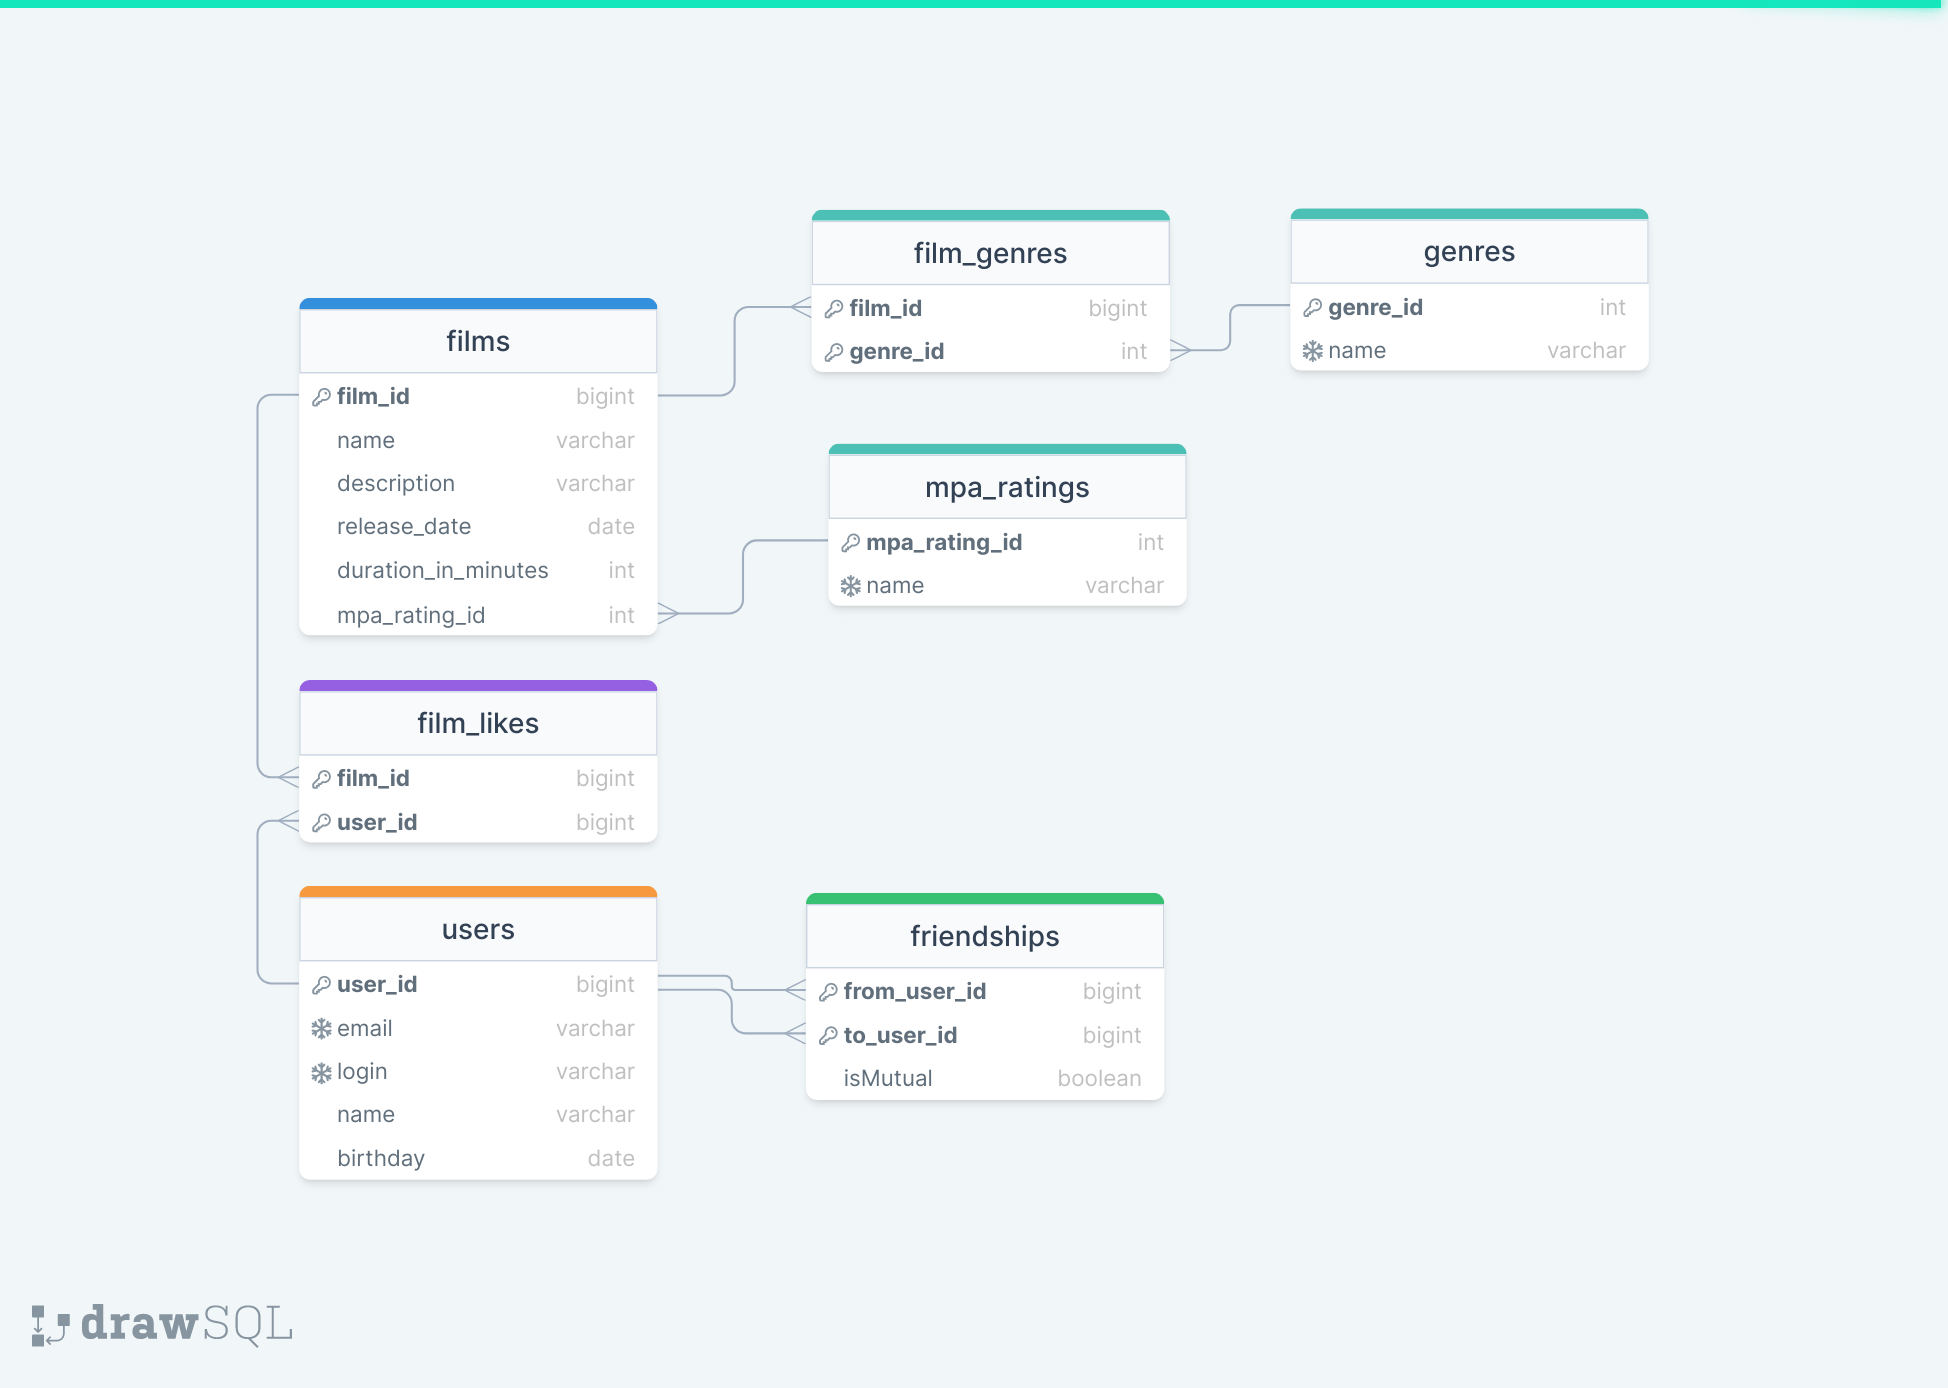 films
film_id bigint
name varchar
description varchar
release_date date
duration_in_minutes int
mpa_rating_id int
film_genres
film_id bigint
genre_id int
genres
genre_id int
name varchar
mpa_ratings
mpa_rating_id int
name varchar
film_likes
film_id bigint
user_id bigint
users
user_id bigint
email varchar
login varchar
name varchar
birthday date
friendships
from_user_id bigint
to_user_id bigint
isMutual boolean
drawSQL